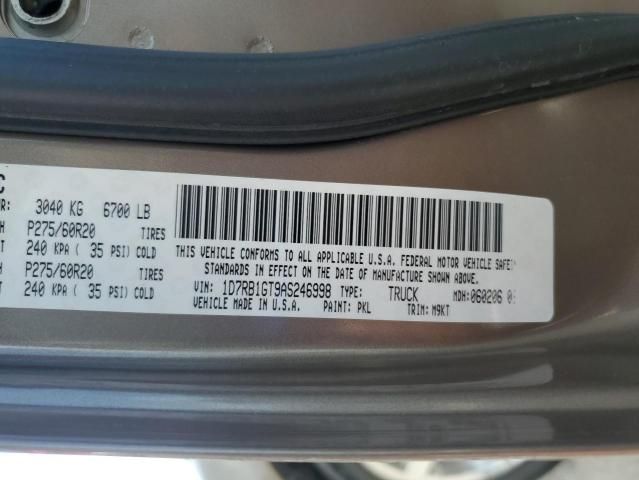 C
R: 3040 KG 6700 LB
H P275/60R20 TIRES
T 240 KPA ( 35 PSI) COLD
H P275/60R20 TIRES
T 240 KPA ( 35 PSI) COLD
THIS VEHICLE CONFORMS TO ALL APPLICABLE U.S.A. FEDERAL MOTOR VEHICLE SAFE
STANDARDS IN EFFECT ON THE DATE OF MANUFACTURE SHOWN ABOVE.
VIN: 1D7RB1GT9AS246998 TYPE: TRUCK MDH:060206 0
VEHICLE MADE IN U.S.A. PAINT: PKL TRIM: M9KT